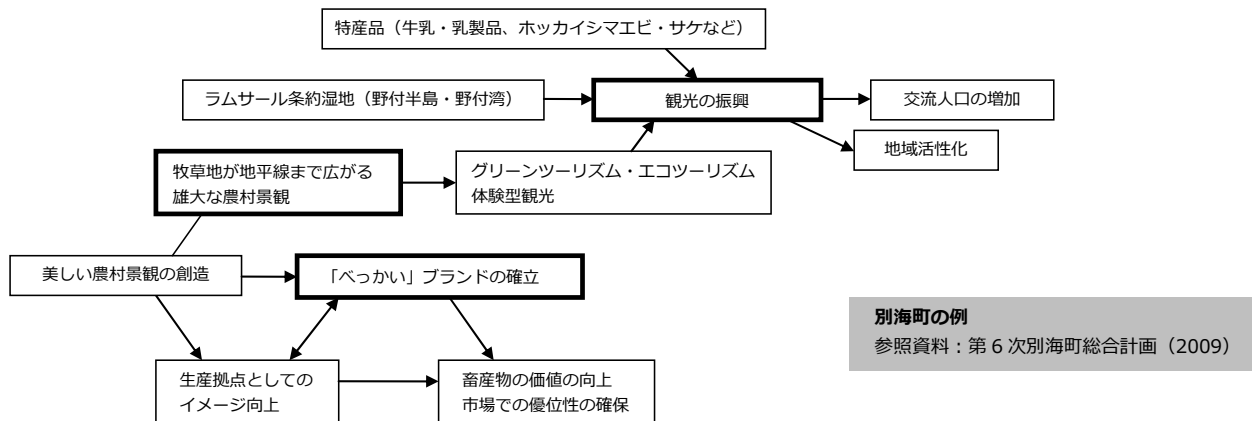 特産品（牛乳・乳製品、ホッカイシマエビ・サケなど）
ラムサール条約湿地（野付半島・野付湾）
観光の振興
交流人口の増加
地域活性化
牧草地が地平線まで広がる
雄大な農村景観
グリーンツーリズム・エコツーリズム
体験型観光
美しい農村景観の創造
「べっかい」ブランドの確立
別海町の例
参照資料：第 6 次別海町総合計画（2009）
生産拠点としての
イメージ向上
畜産物の価値の向上
市場での優位性の確保